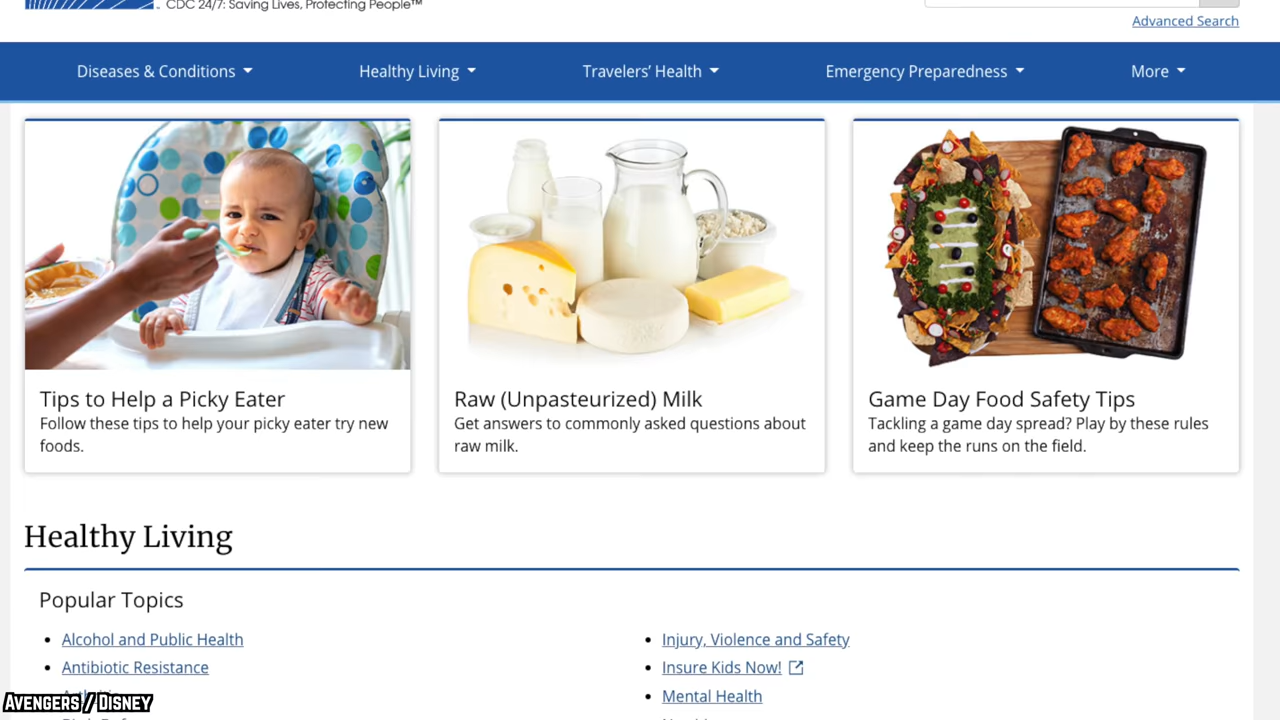 CDC 24/7: Saving Lives, Protecting People™
Advanced Search
Diseases & Conditions
Healthy Living
Travelers’ Health
Emergency Preparedness
More
Tips to Help a Picky Eater
Follow these tips to help your picky eater try new
foods.
Raw (Unpasteurized) Milk
Get answers to commonly asked questions about
raw milk.
Game Day Food Safety Tips
Tackling a game day spread? Play by these rules
and keep the runs on the field.
Healthy Living
Popular Topics
Alcohol and Public Health
Antibiotic Resistance
Injury, Violence and Safety
Insure Kids Now!
Mental Health
AVENGERS//DISNEY